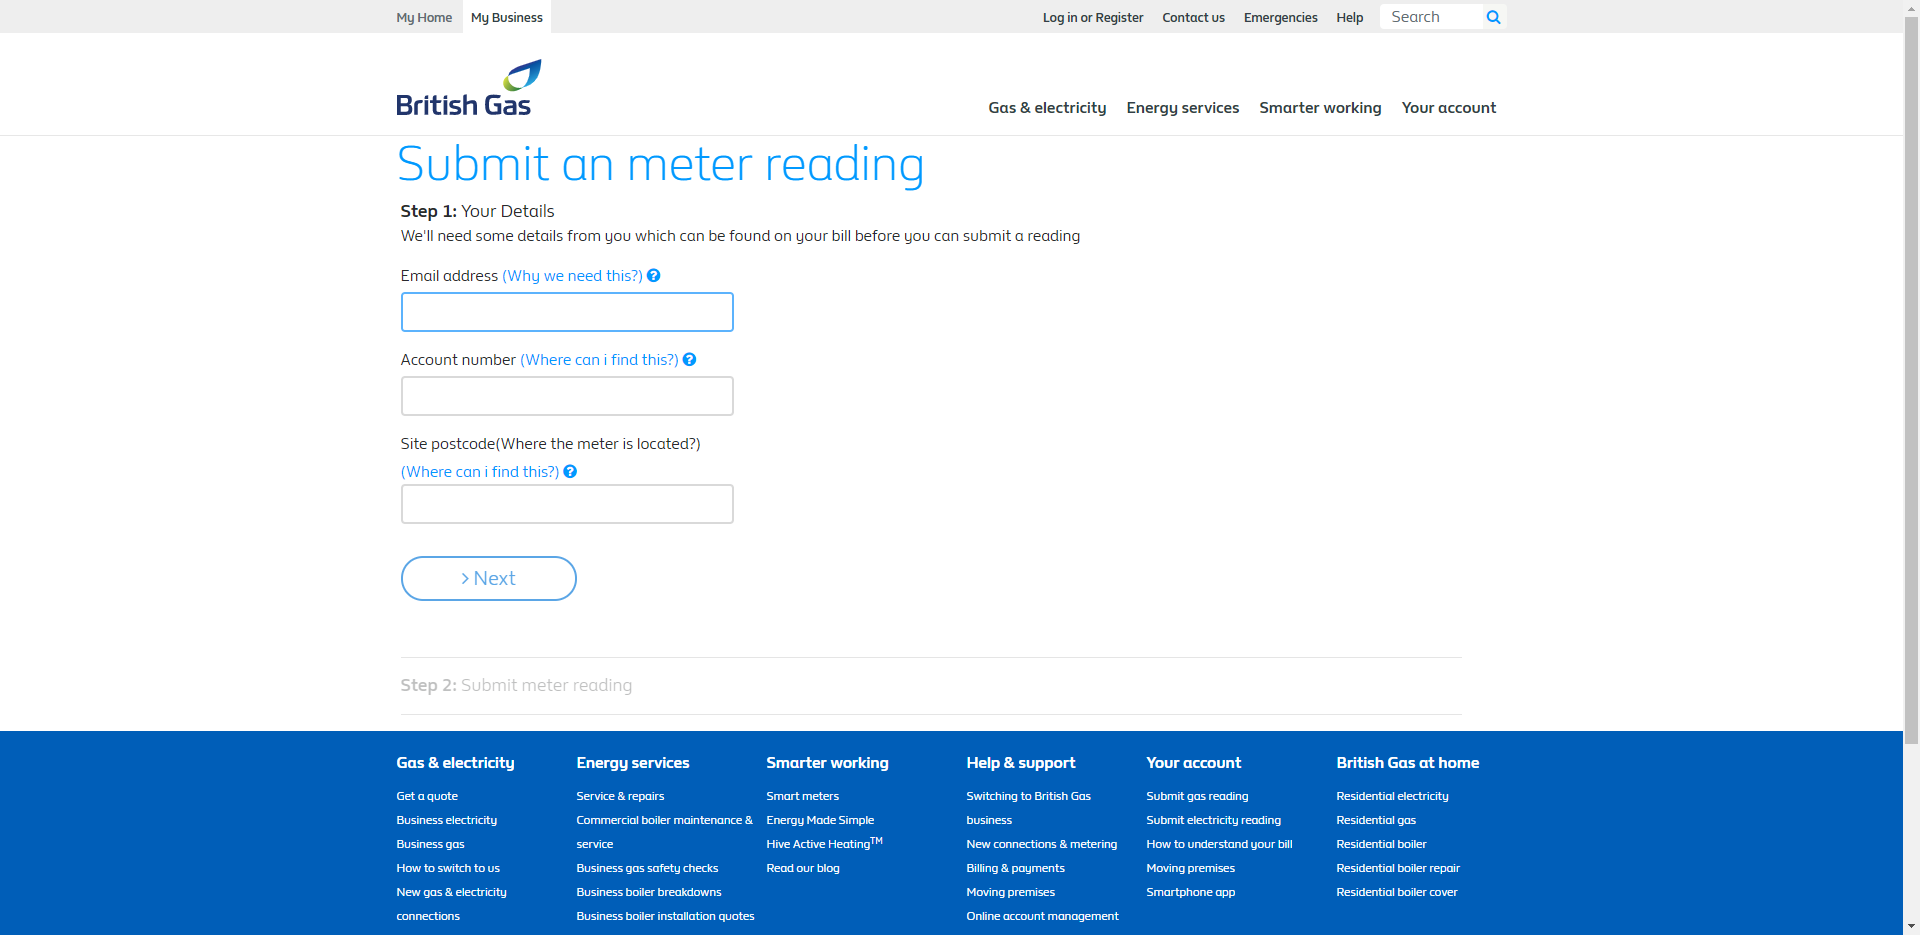 My Home
My Business
Log in or Register
Contact us
Emergencies
Help
Search
British Gas
Gas & electricity
Energy services
Smarter working
Your account
Submit an meter reading
Step 1: Your Details
We'll need some details from you which can be found on your bill before you can submit a reading
Email address (Why we need this?)
Account number (Where can i find this?)
Site postcode(Where the meter is located?)
(Where can i find this?)
Next
Step 2: Submit meter reading
Gas & electricity
Get a quote
Business electricity
Business gas
How to switch to us
New gas & electricity
connections
Energy services
Service & repairs
Commercial boiler maintenance &
service
Business gas safety checks
Business boiler breakdowns
Business boiler installation quotes
Smarter working
Smart meters
Energy Made Simple
Hive Active Heating™
Read our blog
Help & support
Switching to British Gas
business
New connections & metering
Billing & payments
Moving premises
Online account management
Your account
Submit gas reading
Submit electricity reading
How to understand your bill
Moving premises
Smartphone app
British Gas at home
Residential electricity
Residential gas
Residential boiler
Residential boiler repair
Residential boiler cover